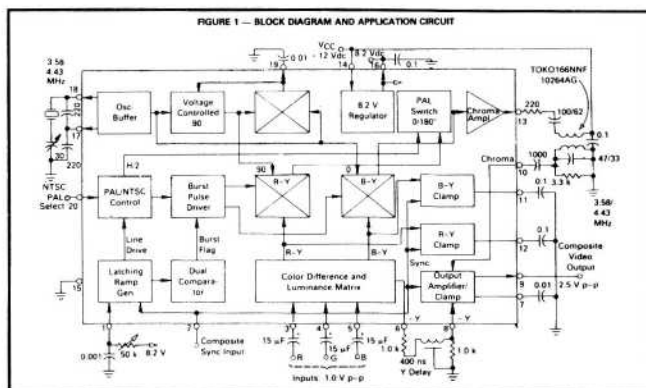 FIGURE 1 — BLOCK DIAGRAM AND APPLICATION CIRCUIT
VCC
- 12 Vdc
8.2 Vdc
0.01
0.1
19
14
16
TOKO166NNF
10264AG
3.58
4.43
MHz
18
220
17
30
220
Osc
Buffer
Voltage
Controlled
90
8.2 V
Regulator
PAL
Switch
0-180°
Chroma
Ampl.
13
220
100/62
0.1
47/33
Chroma
10
1000
3.3 k
3.58/
4.43
MHz
H/2
90
0
NTSC
PAL
Select
20
PAL/NTSC
Control
Burst
Pulse
Driver
R-Y
B-Y
B-Y
Clamp
11
0.1
Line
Drive
Burst
Flag
R-Y
B-Y
R-Y
Clamp
12
0.1
Sync
Composite
Video
Output
15
Latching
Ramp
Gen
Dual
Compara-
tor
Color Difference and
Luminance Matrix
Output
Amplifier/
Clamp
9
2.5 V p-p
7
0.01
1
3
4
5
6
-Y
8
-Y
0.001
50 k
8.2 V
Composite
Sync Input
15 µF
15 µF
15 µF
R
G
B
1.0 k
400 ns
Y Delay
1.0 k
Inputs: 1.0 V p-p